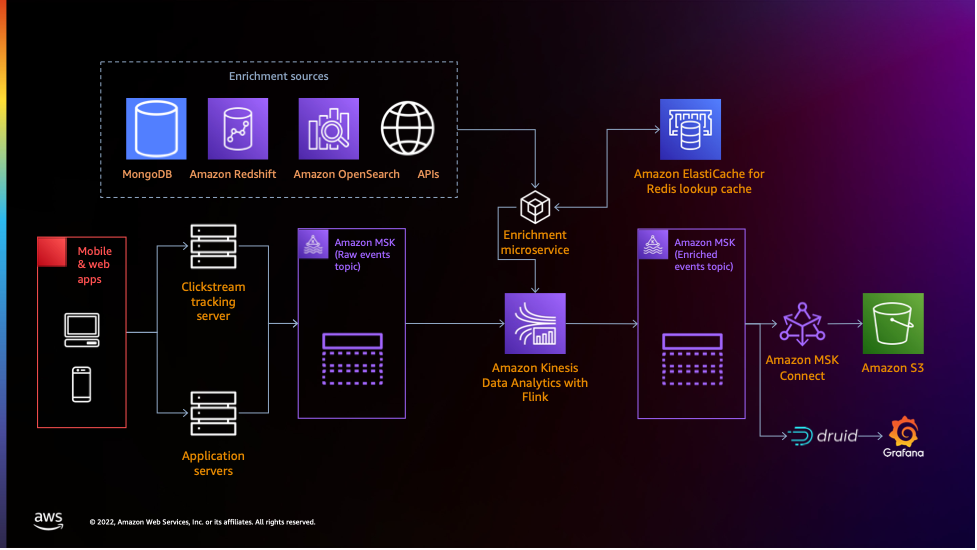 Enrichment sources
MongoDB
Amazon Redshift
Amazon OpenSearch
APIs
Amazon ElastiCache for
Redis lookup cache
Enrichment
microservice
Mobile
& web
apps
Clickstream
tracking
server
Application
servers
Amazon MSK
(Raw events
topic)
Amazon Kinesis
Data Analytics with
Flink
Amazon MSK
(Enriched
events topic)
Amazon MSK
Connect
Amazon S3
druid
Grafana
aws
© 2022, Amazon Web Services, Inc. or its affiliates. All rights reserved.